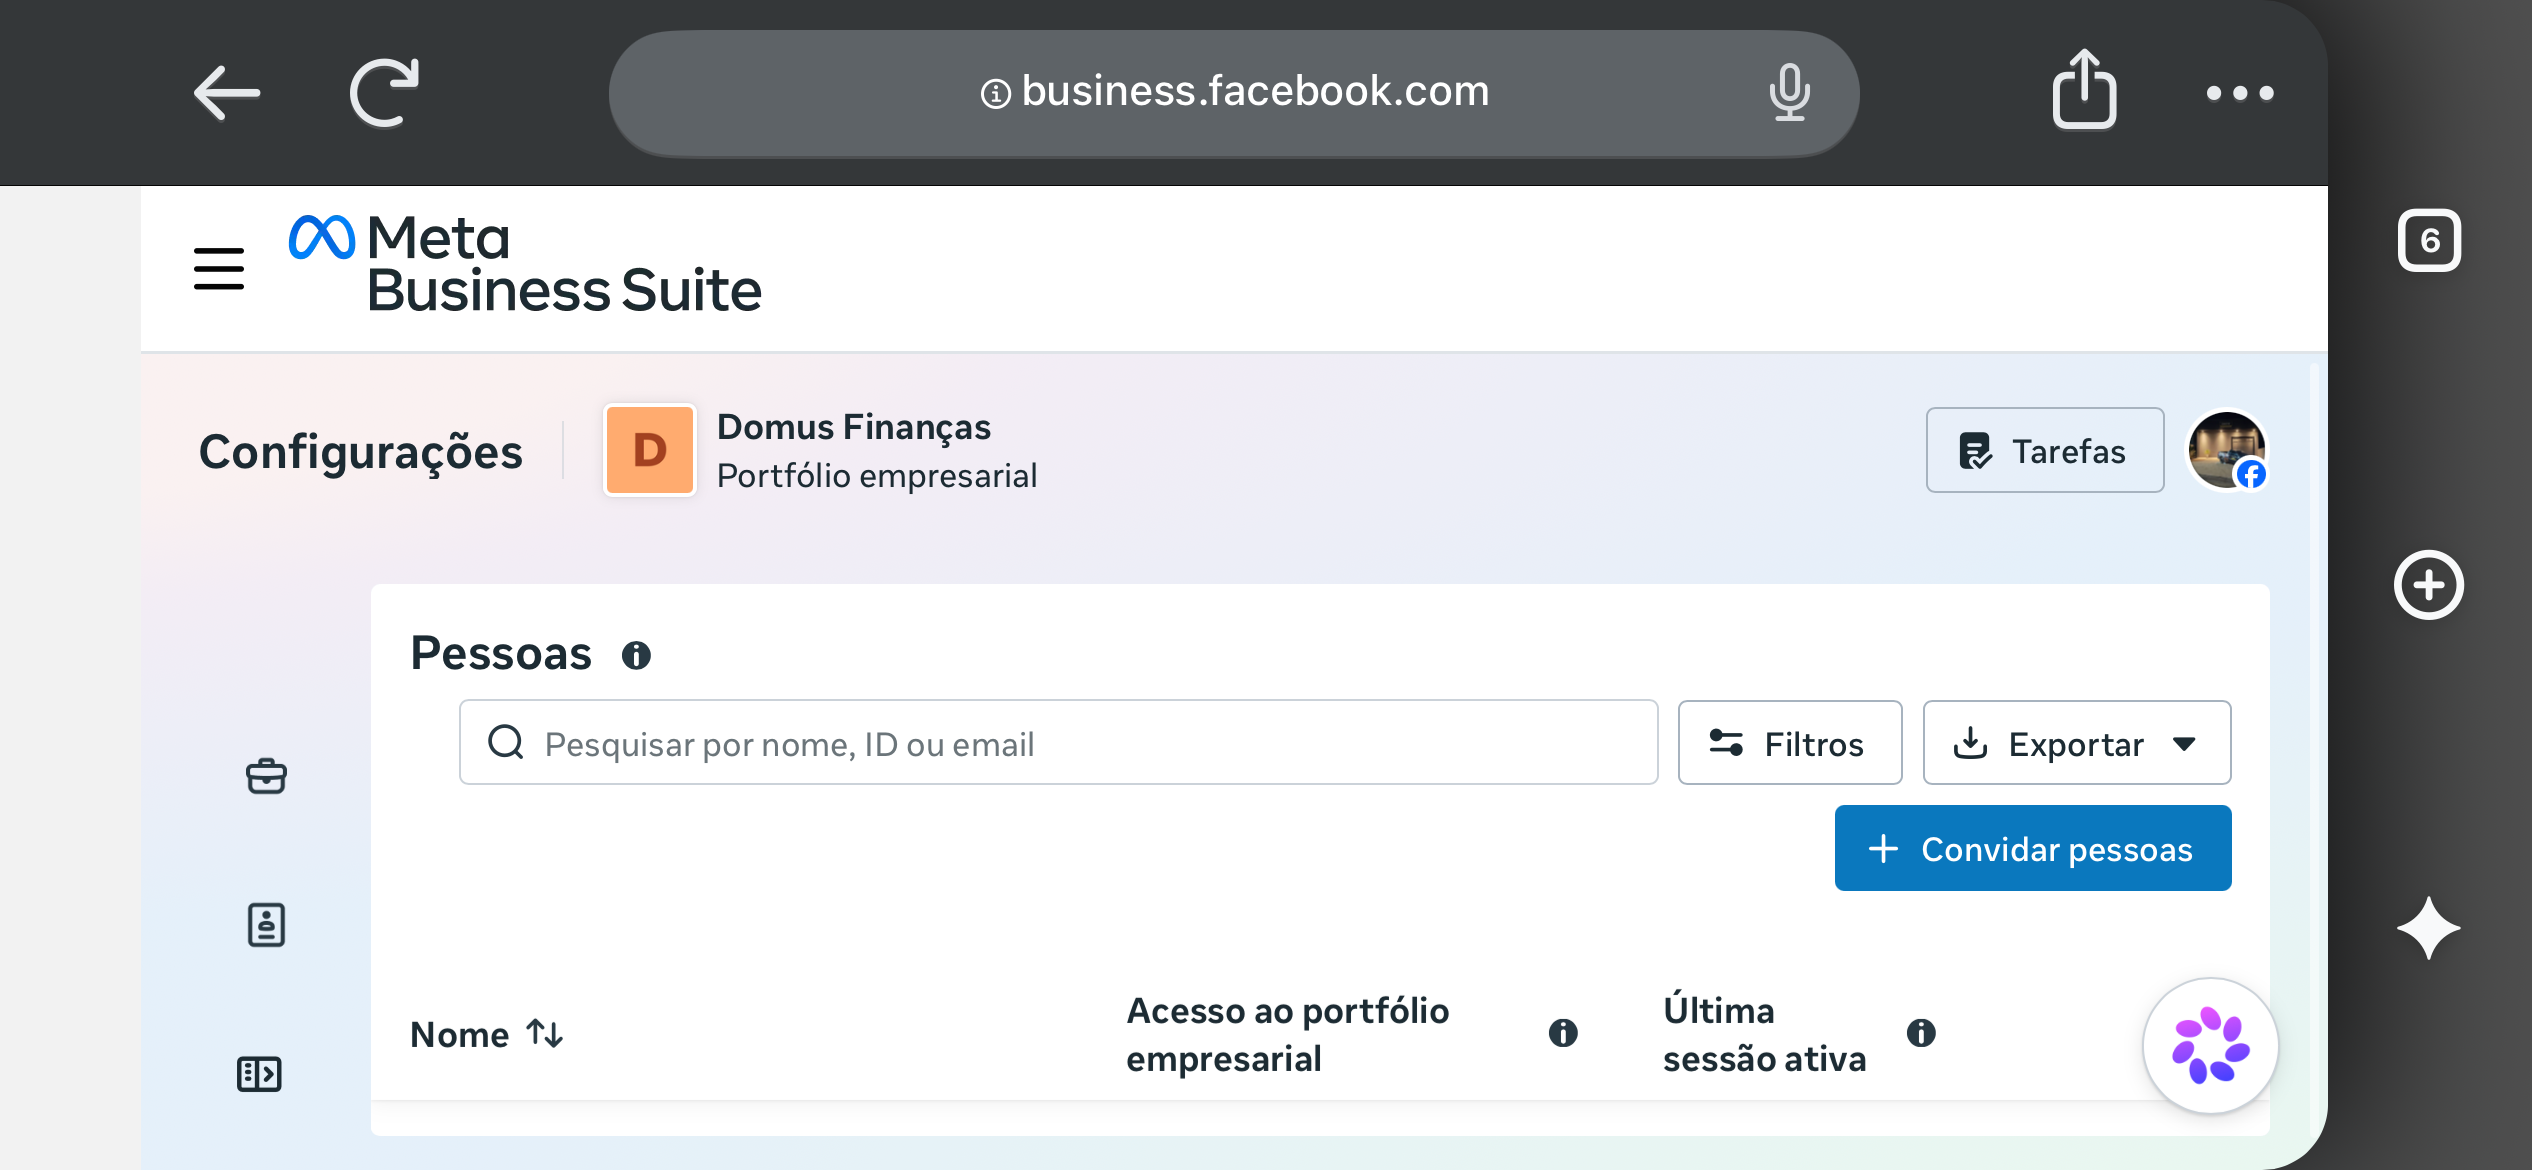 business.facebook.com
6
Meta
Business Suite
Configurações
D
Domus Finanças
Portfólio empresarial
Tarefas
Pessoas
Pesquisar por nome, ID ou email
Filtros
Exportar
Convidar pessoas
Nome
Acesso ao portfólio
empresarial
Última
sessão ativa